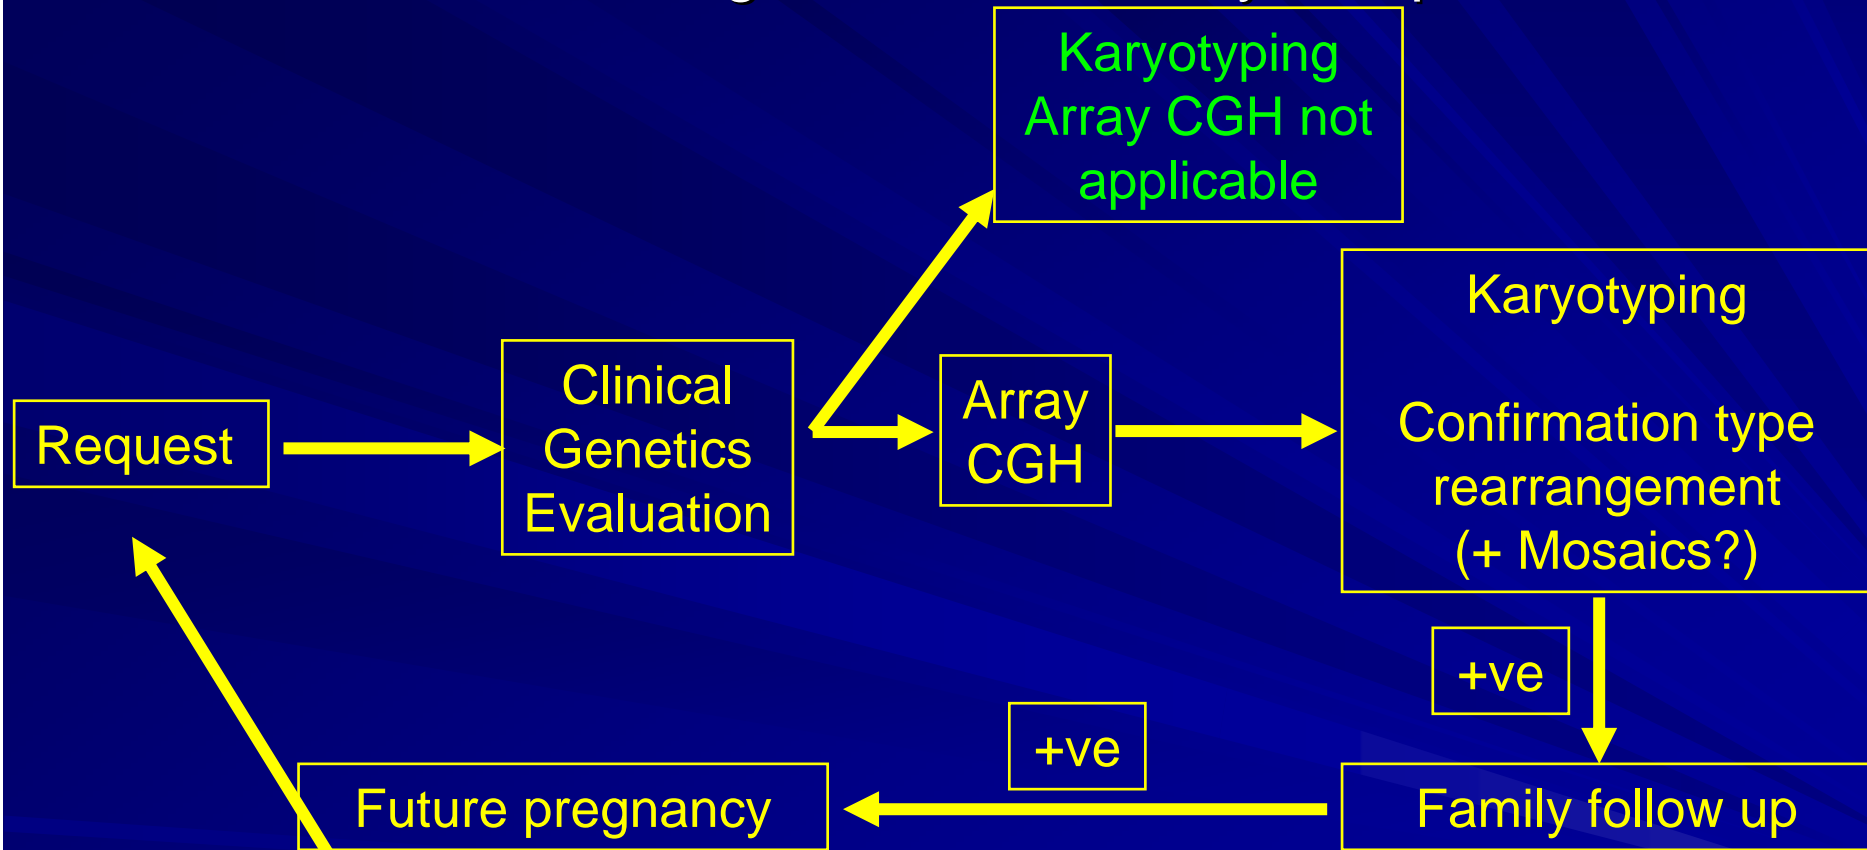 Karyotyping
Array CGH not
applicable
Karyotyping
Confirmation type
rearrangement
(+ Mosaics?)
Request
Clinical
Genetics
Evaluation
Array
CGH
+ve
+ve
Future pregnancy
Family follow up